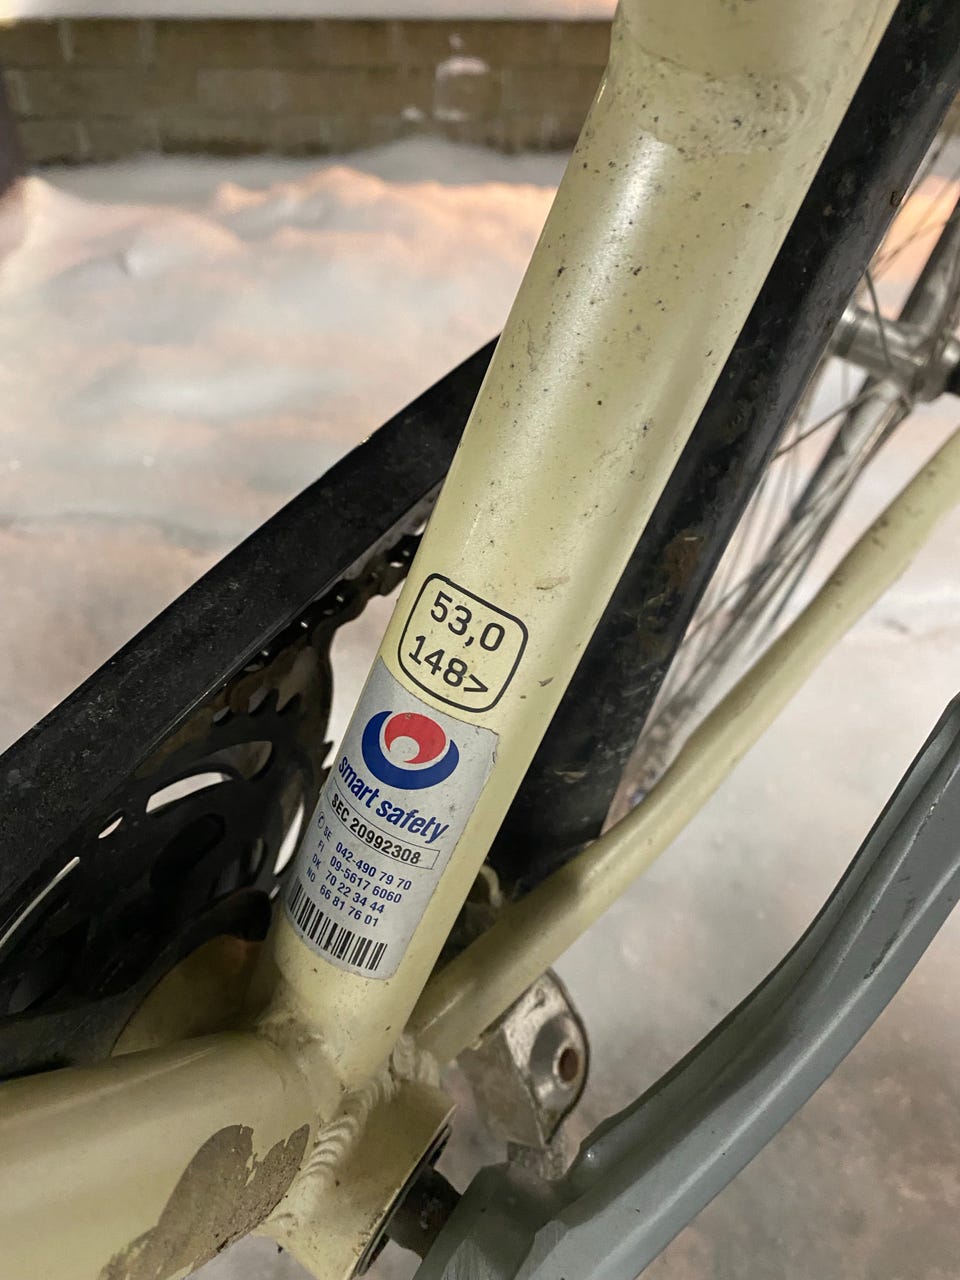 53,0
148>
smart safety
SEC 20992308
SE 042-490 79 70
FI 09-5617 6060
DK 70 22 34 44
NO 66 81 76 01